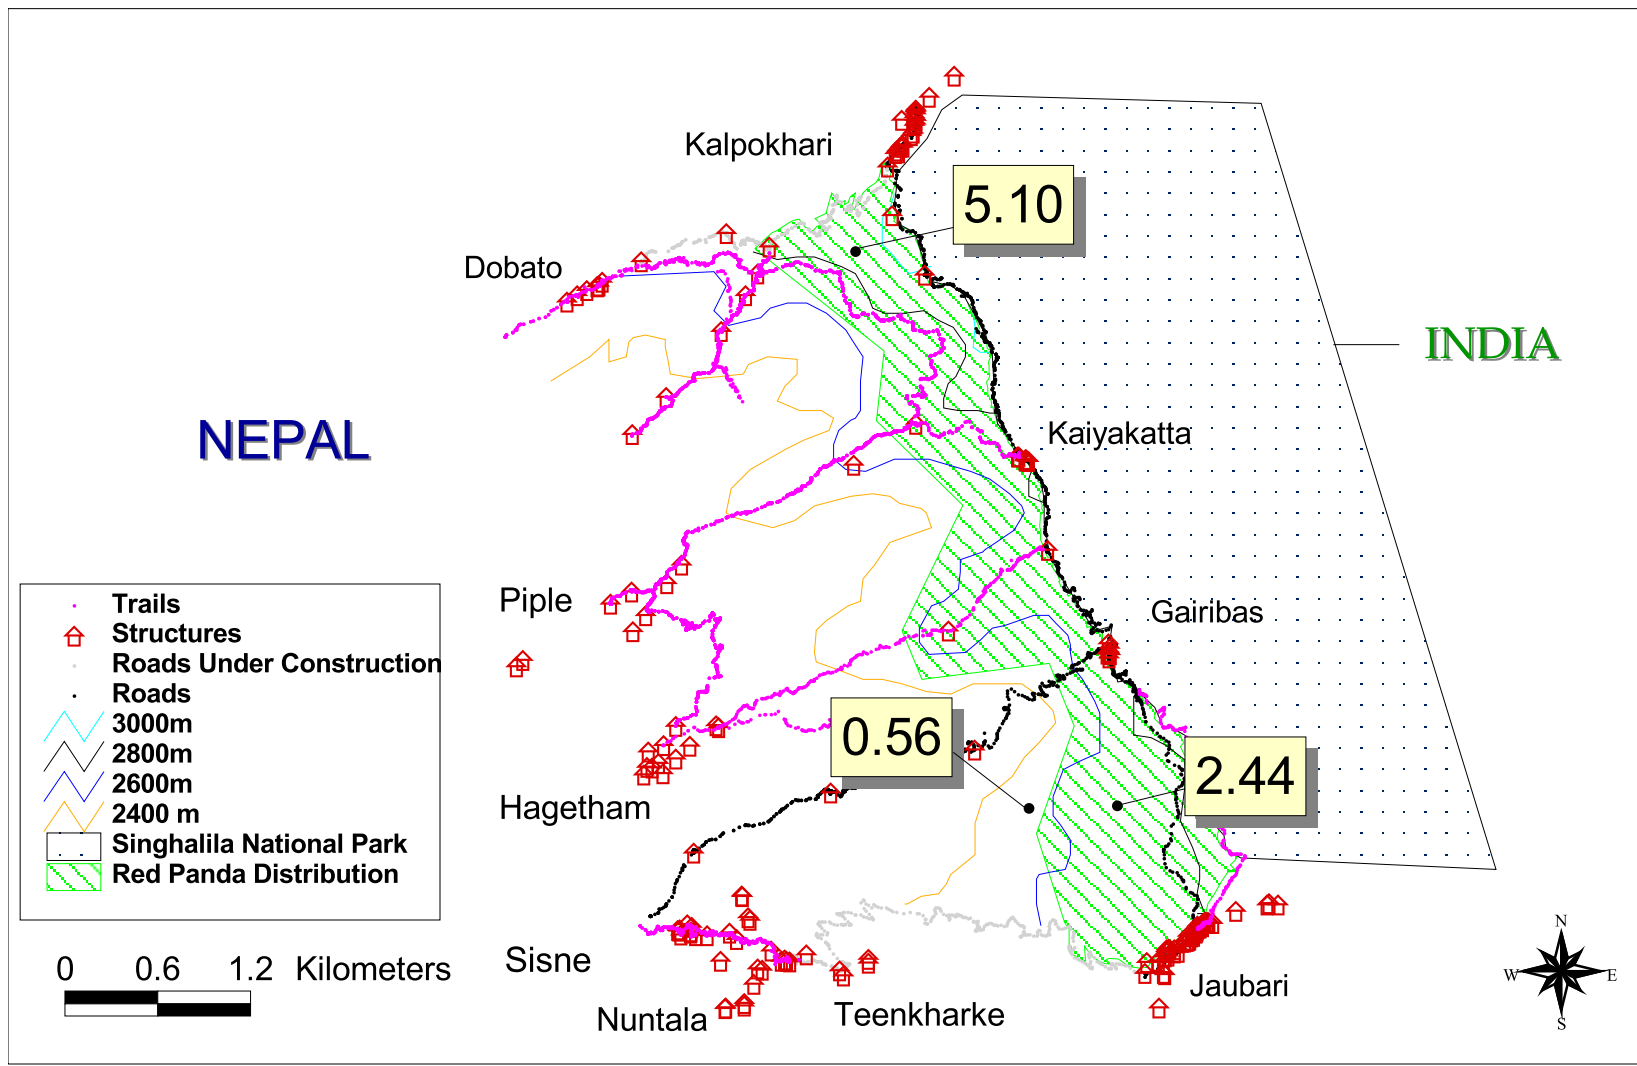 Kalpokhari
5.10
Dobato
INDIA
NEPAL
Kaiyakatta
Piple
Gairibas
Trails
Structures
Roads Under Construction
Roads
3000m
2800m
2600m
2400 m
Singhalila National Park
Red Panda Distribution
0.56
2.44
Hagetham
Sisne
Nuntala
Teenkharke
Jaubari
0 0.6 1.2 Kilometers
N
W E
S